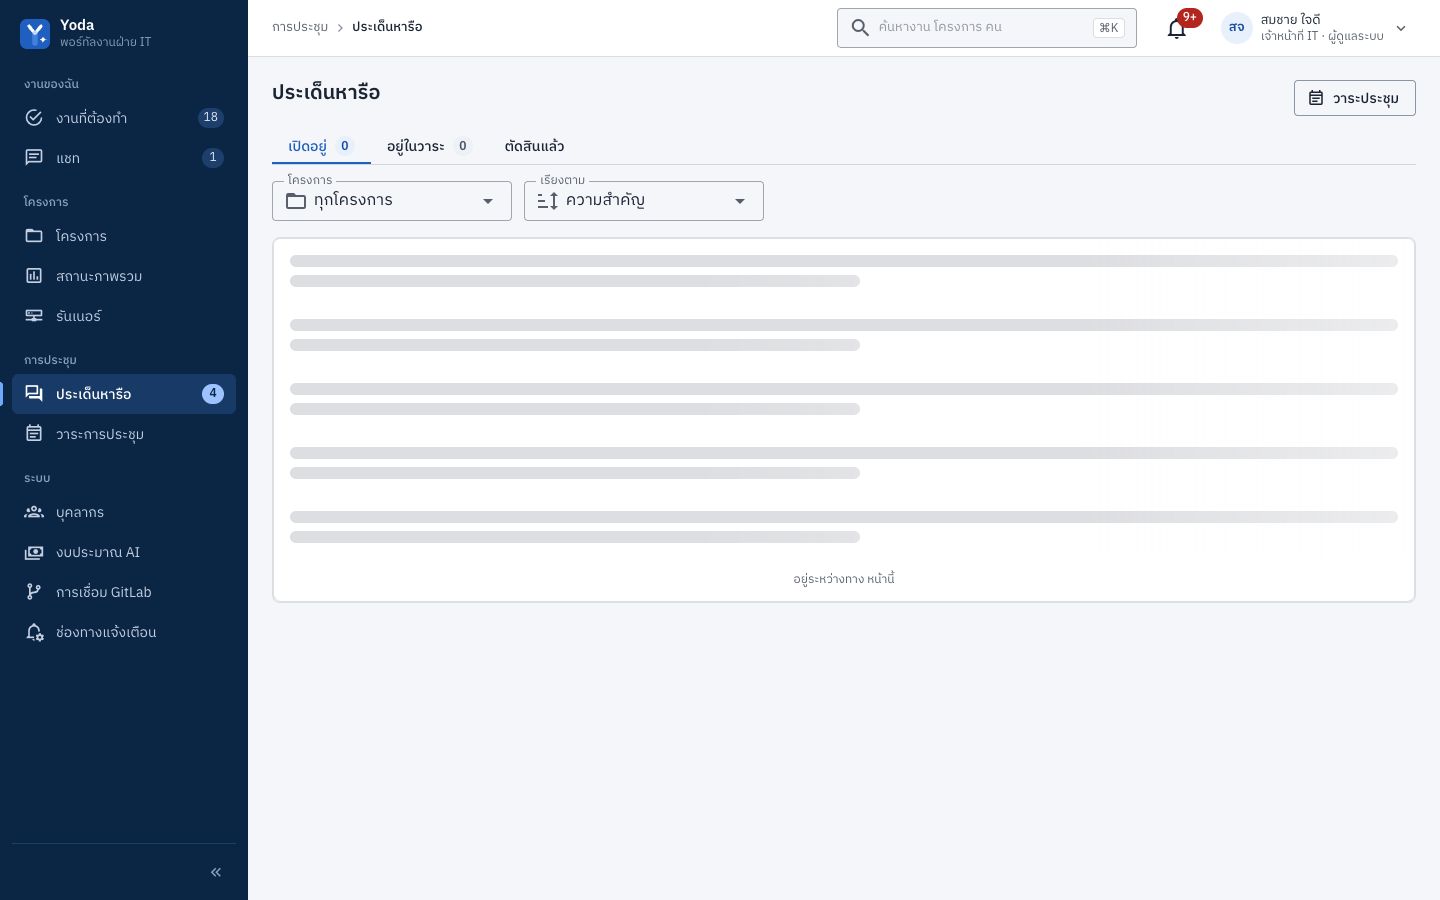 Yoda
พอร์ทัลงานฝ่าย IT
งานของฉัน
งานที่ต้องทำ 18
แชท 1
โครงการ
โครงการ
สถานะภาพรวม
รันเนอร์
การประชุม
ประเด็นหารือ 4
วาระการประชุม
ระบบ
บุคลากร
งบประมาณ AI
การเชื่อม GitLab
ช่องทางแจ้งเตือน
การประชุม › ประเด็นหารือ
ค้นหางาน โครงการ คน ⌘K
9+
สจ
สมชาย ใจดี
เจ้าหน้าที่ IT · ผู้ดูแลระบบ
ประเด็นหารือ
วาระประชุม
เปิดอยู่ 0 อยู่ในวาระ 0 ตัดสินแล้ว
โครงการ
ทุกโครงการ
เรียงตาม
ความสำคัญ
อยู่ระหว่างทาง หน้านี้